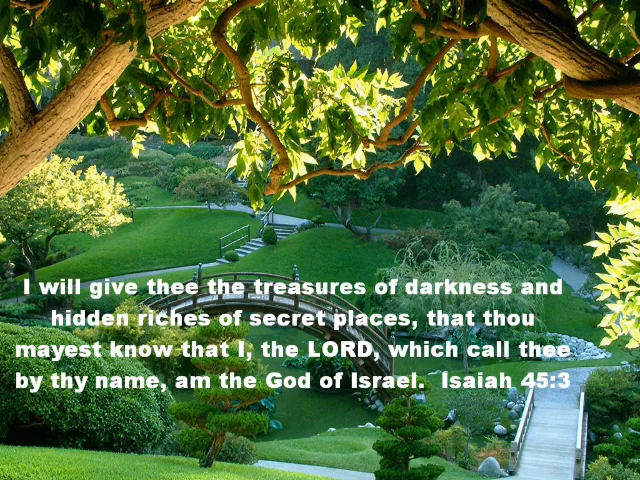 I will give thee the treasures of darkness and
hidden riches of secret places, that thou
mayest know that I, the LORD, which call thee
by thy name, am the God of Israel.  Isaiah 45:3